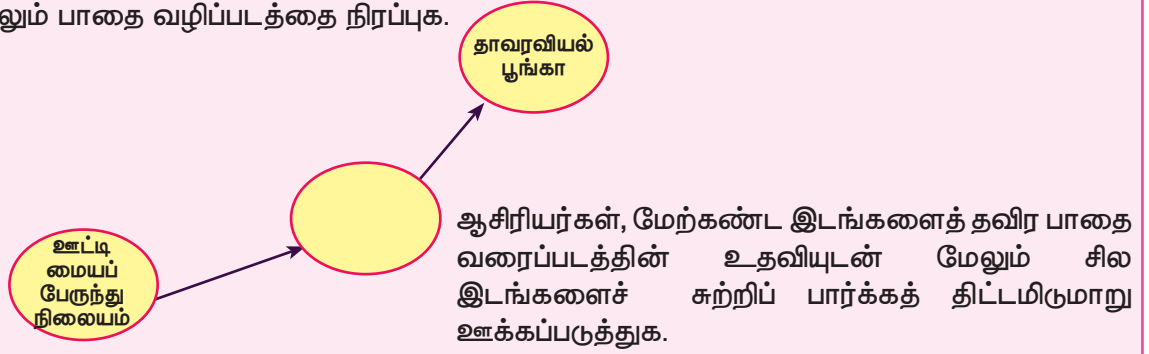 லும் பாதை வழிப்படத்தை நிரப்புக.
தாவரவியல்
பூங்கா
ஊட்டி
மையப்
பேருந்து
நிலையம்
ஆசிரியர்கள், மேற்கண்ட இடங்களைத் தவிர பாதை
வரைப்படத்தின் உதவியுடன் மேலும் சில
இடங்களைச் சுற்றிப் பார்க்கத் திட்டமிடுமாறு
ஊக்கப்படுத்துக.